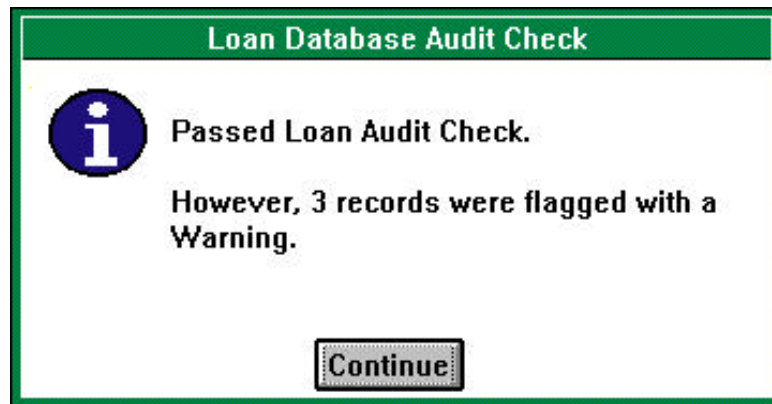 Loan Database Audit Check
Passed Loan Audit Check.
However, 3 records were flagged with a
Warning.
Continue